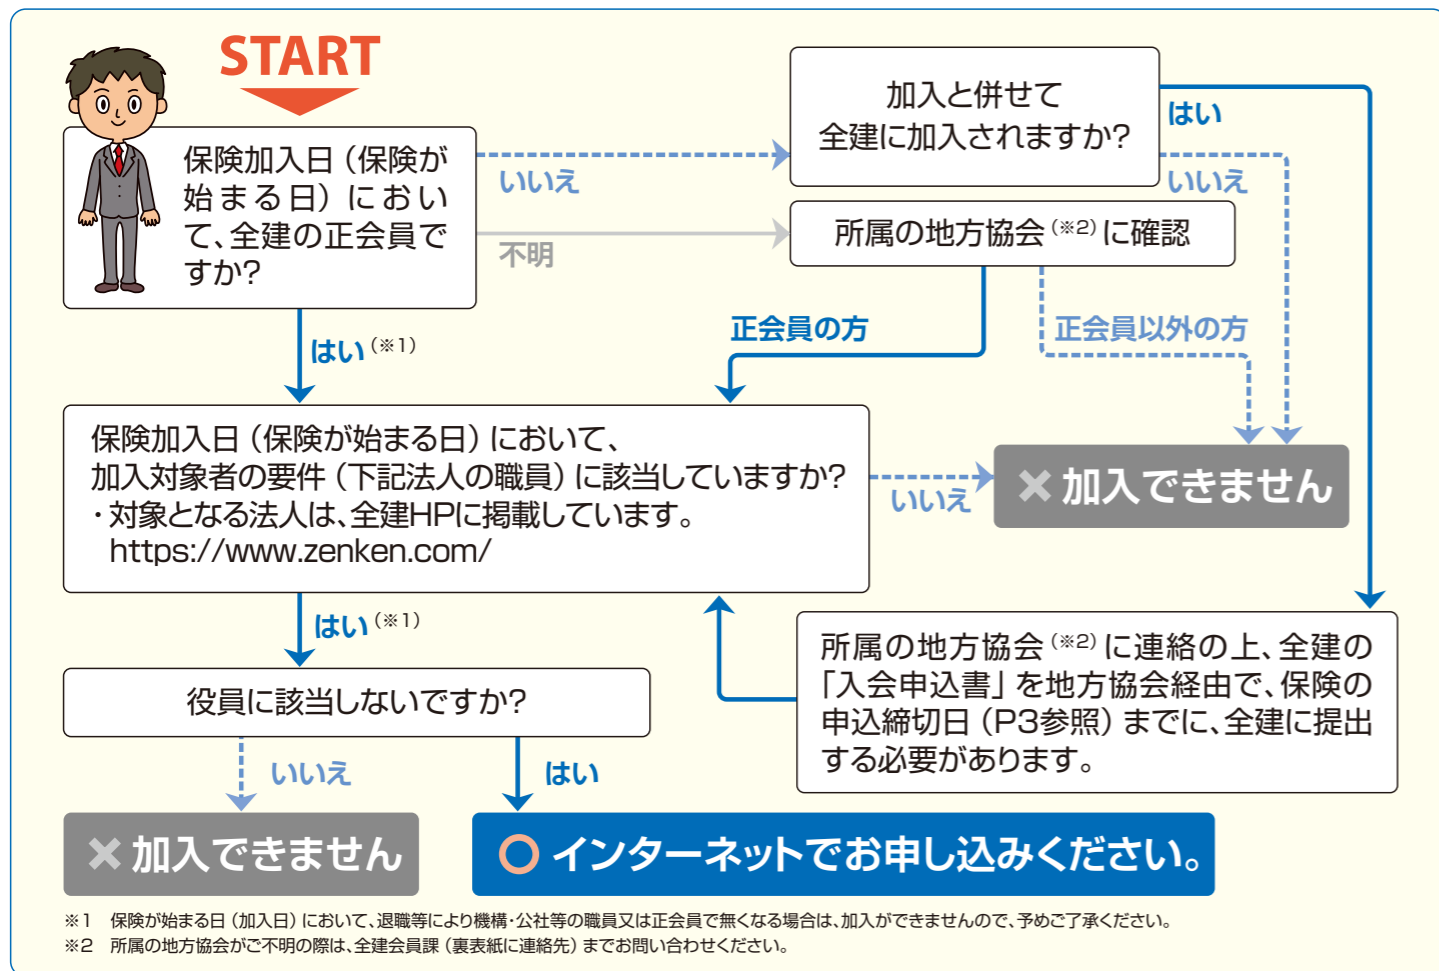 START
保険加入日（保険が
始まる日）におい
て、全建の正会員で
すか？
いいえ
不明
はい（※1）
加入と併せて
全建に加入されますか？
はい
いいえ
所属の地方協会（※2）に確認
正会員の方
正会員以外の方
保険加入日（保険が始まる日）において、
加入対象者の要件（下記法人の職員）に該当していますか？
・対象となる法人は、全建HPに掲載しています。
https://www.zenken.com/
いいえ
×加入できません
はい（※1）
所属の地方協会（※2）に連絡の上、全建の
「入会申込書」を地方協会経由で、保険の
申込締切日（P3参照）までに、全建に提出
する必要があります。
役員に該当しないですか？
いいえ
はい
×加入できません
○インターネットでお申し込みください。
※1　保険が始まる日（加入日）において、退職等により機構・公社等の職員又は正会員で無くなる場合は、加入ができませんので、予めご了承ください。
※2　所属の地方協会がご不明の際は、全建会員課（裏表紙に連絡先）までお問い合わせください。